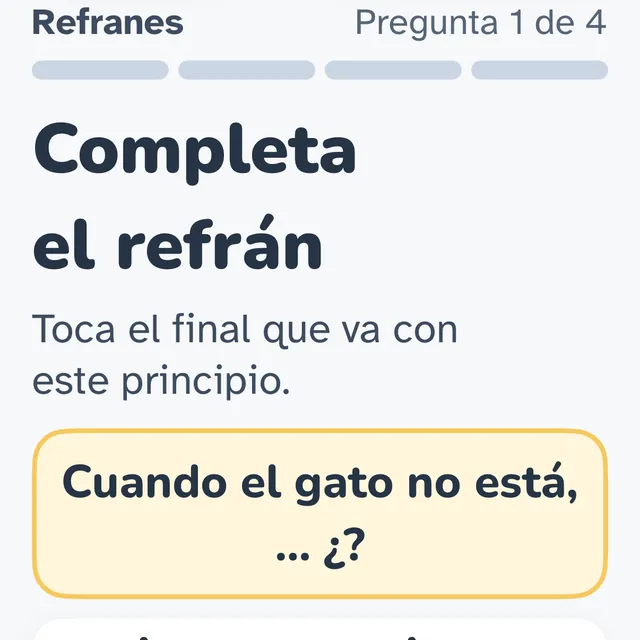 Refranes
Pregunta 1 de 4
Completa
el refrán
Toca el final que va con
este principio.
Cuando el gato no está,
... ¿?